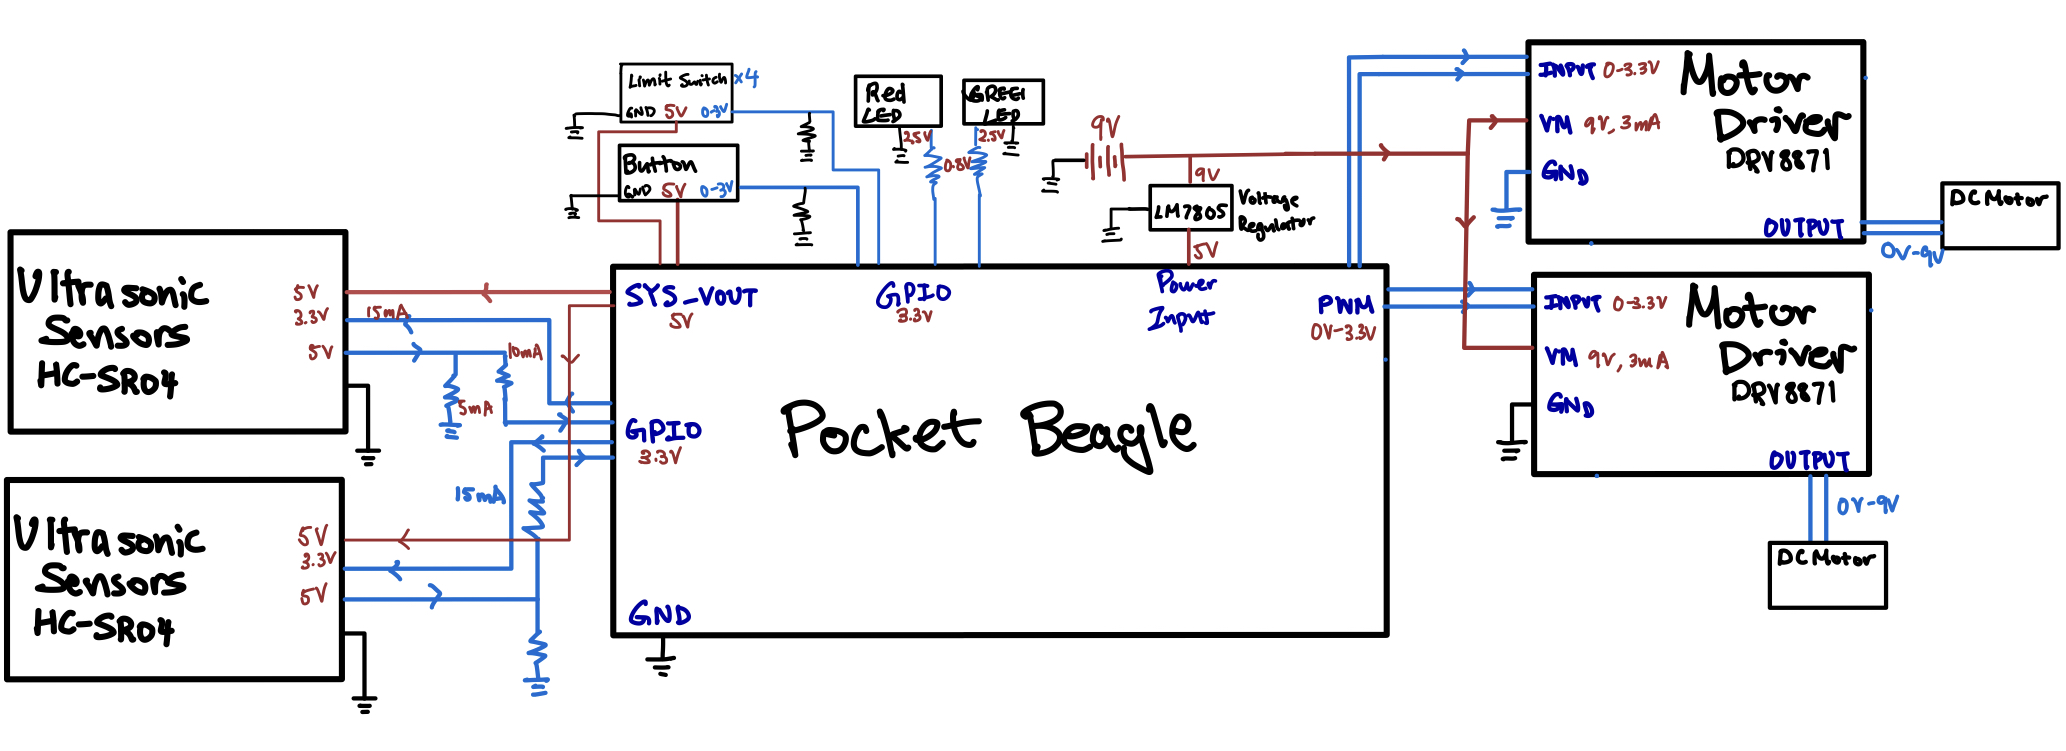 Limit Switch x4
GND 5V 0-3V
Button
GND 5V 0-3V
Red
LED
2.5V
0.8V
GREEN
LED
2.5V
9V
9V
LM7805
Voltage
Regulator
5V
INPUT 0-3.3V
VM 9V, 3mA
GND
OUTPUT
Motor
Driver
DRV8871
0V-9V
DC Motor
Ultrasonic
Sensors
HC-SR04
5V
3.3V
5V
15mA
10mA
5mA
SYS_VOUT
5V
GPIO
3.3V
Power
Input
PWM
0V-3.3V
GPIO
3.3V
Pocket Beagle
GND
INPUT 0-3.3V
VM 9V, 3mA
GND
OUTPUT
Motor
Driver
DRV8871
0V-9V
DC Motor
Ultrasonic
Sensors
HC-SR04
5V
3.3V
5V
15mA